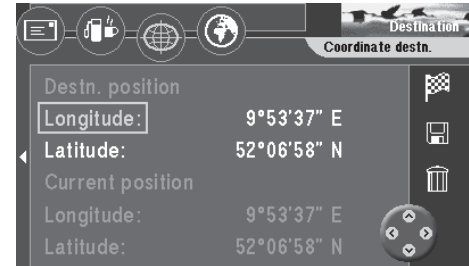 Destination
Coordinate destn.
Destn. position
Longitude: 9°53'37" E
Latitude: 52°06'58" N
Current position
Longitude: 9°53'37" E
Latitude: 52°06'58" N